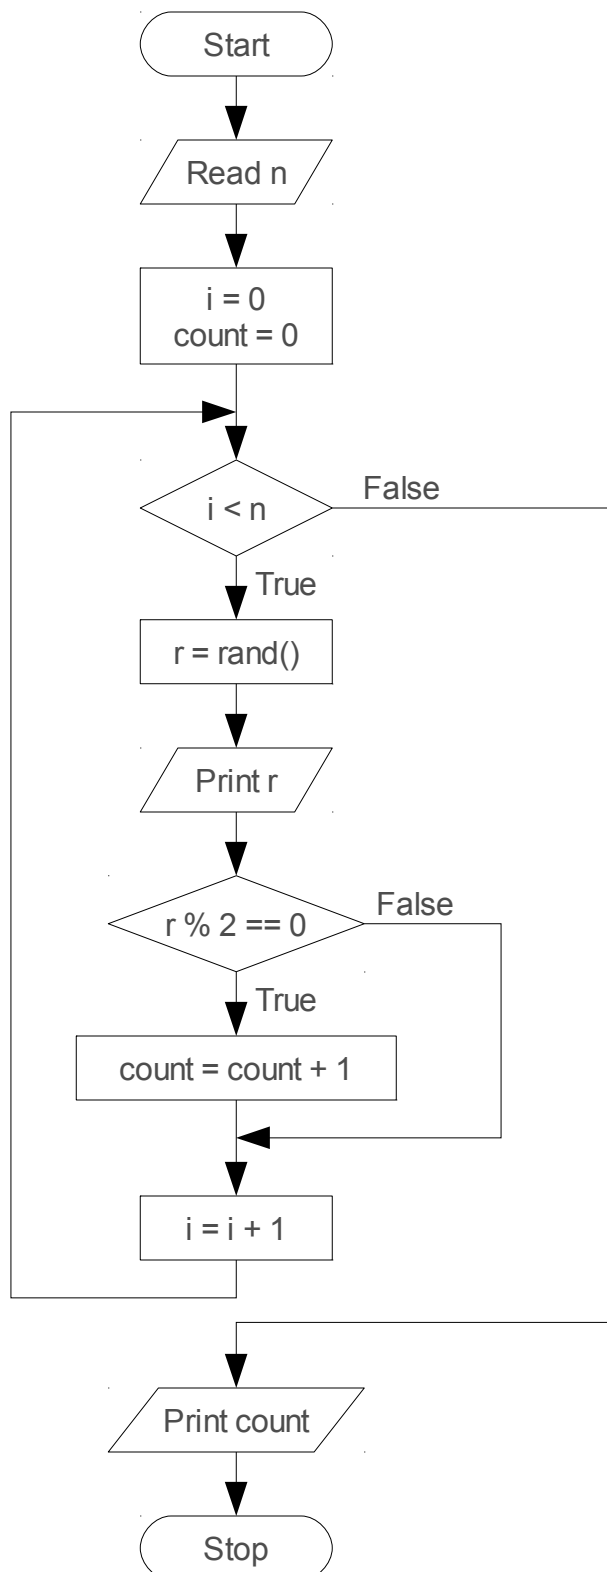 Start
Read n
i = 0
count = 0
i < n
False
True
r = rand()
Print r
r % 2 == 0
False
True
count = count + 1
i = i + 1
Print count
Stop